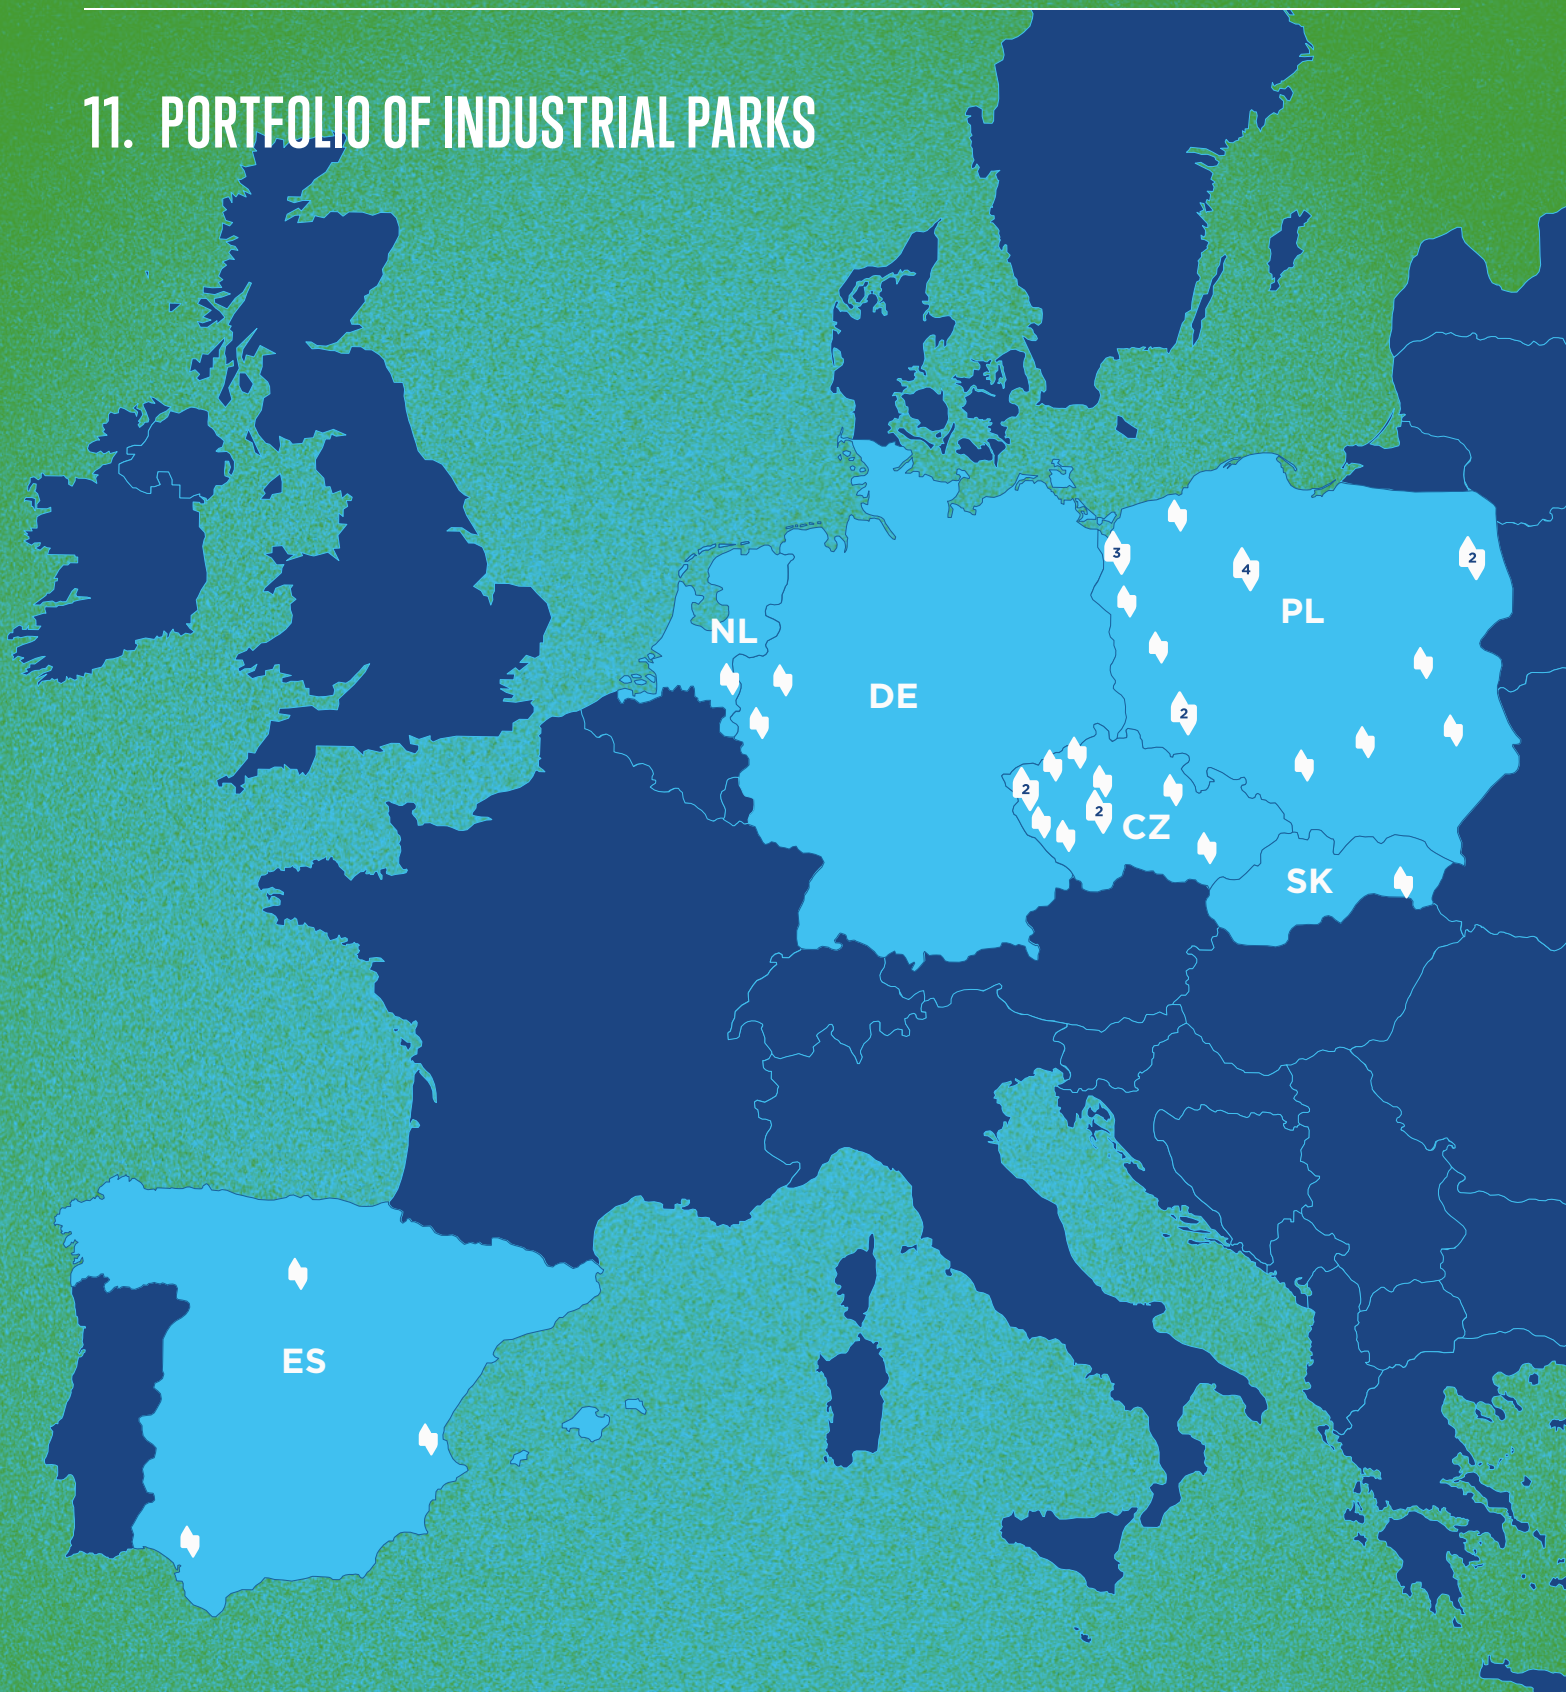 11. PORTFOLIO OF INDUSTRIAL PARKS
3
4
2
PL
NL
DE
2
2
2
CZ
SK
ES